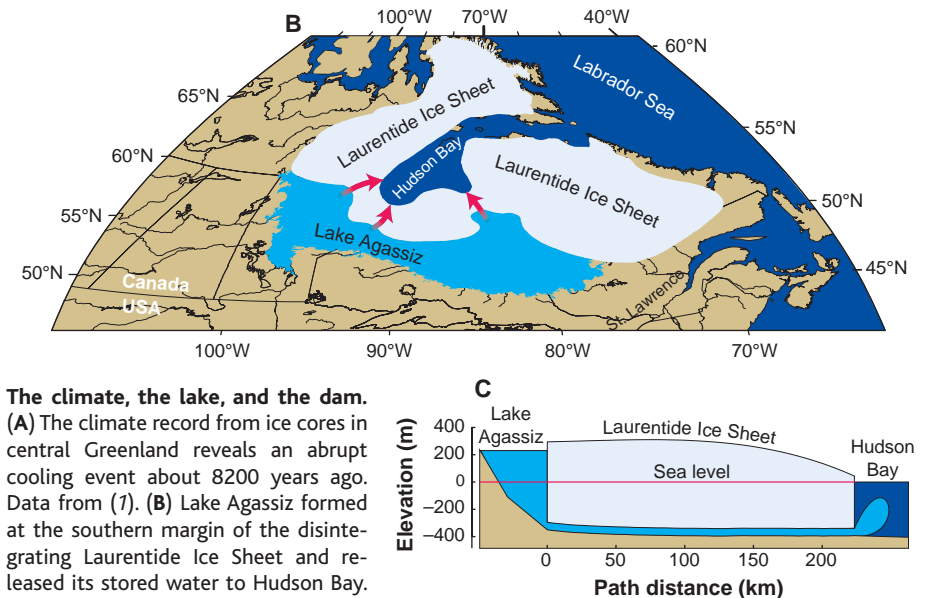 B
100°W 70°W 40°W
60°N
Labrador Sea
65°N
Laurentide Ice Sheet
55°N
60°N
Hudson Bay
Laurentide Ice Sheet
50°N
55°N
Lake Agassiz
50°N
45°N
Canada
USA
St. Lawrence
100°W 90°W 80°W 70°W
The climate, the lake, and the dam.
(A) The climate record from ice cores in
central Greenland reveals an abrupt
cooling event about 8200 years ago.
Data from (1). (B) Lake Agassiz formed
at the southern margin of the disinte-
grating Laurentide Ice Sheet and re-
leased its stored water to Hudson Bay.
C
Lake
Agassiz
Laurentide Ice Sheet
Hudson
Bay
Sea level
Elevation (m)
400
200
0
–200
–400
0 50 100 150 200
Path distance (km)